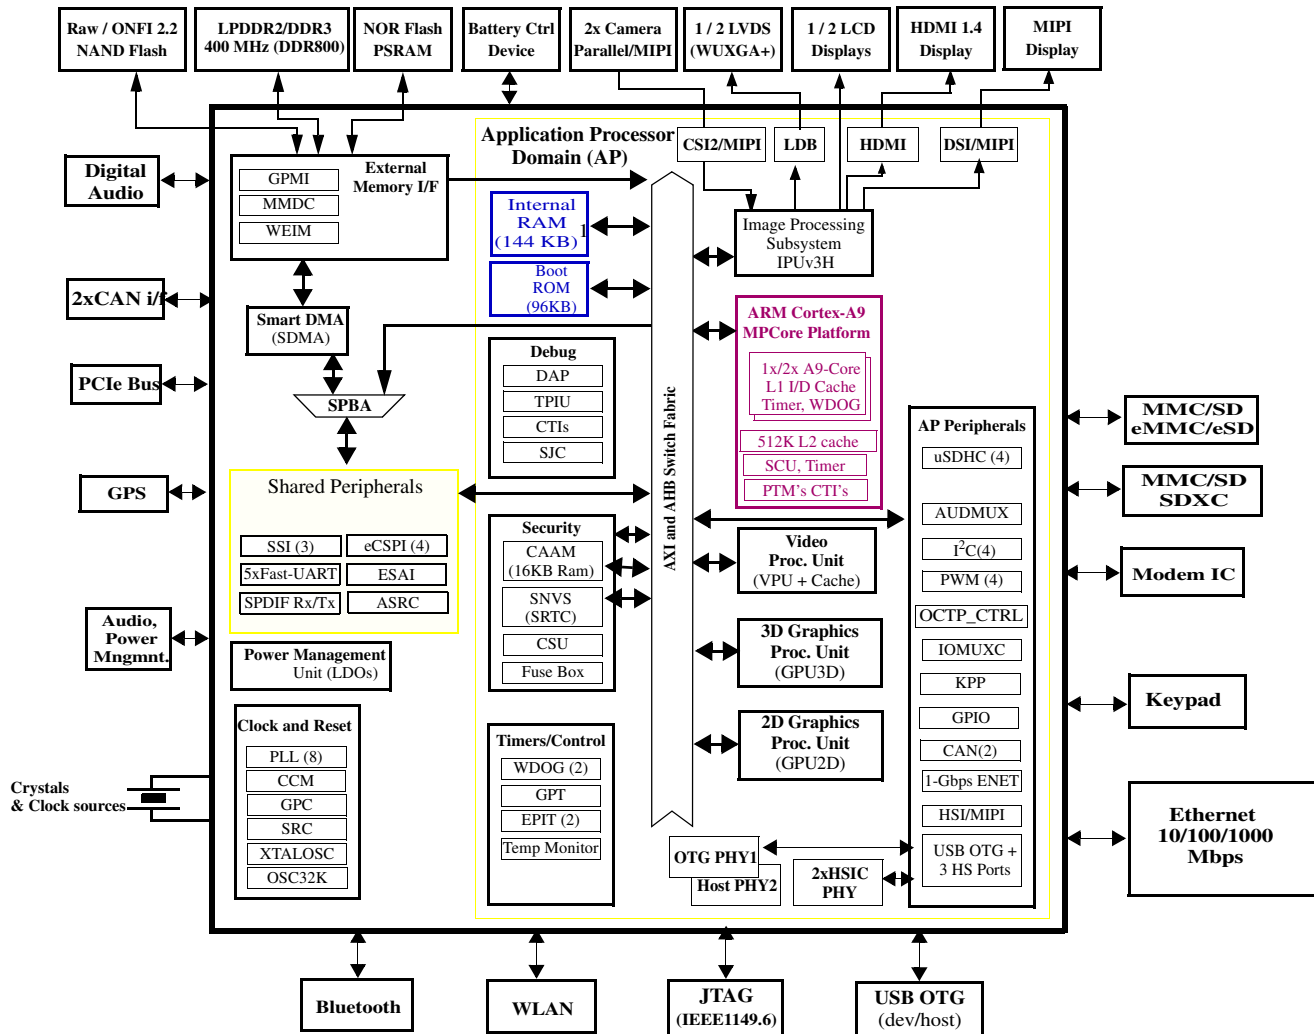 Raw / ONFI 2.2
NAND Flash
LPDDR2/DDR3
400 MHz (DDR800)
NOR Flash
PSRAM
Battery Ctrl
Device
2x Camera
Parallel/MIPI
1 / 2 LVDS
(WUXGA+)
1 / 2 LCD
Displays
HDMI 1.4
Display
MIPI
Display
Application Processor
Domain (AP)
CSI2/MIPI
LDB
HDMI
DSI/MIPI
Digital
Audio
2xCAN i/f
PCIe Bus
GPS
Audio,
Power
Mngmnt.
Crystals
& Clock sources
External
Memory I/F
GPMI
MMDC
WEIM
Internal
RAM
(144 KB)
1
Boot
ROM
(96KB)
Image Processing
Subsystem
IPUv3H
Smart DMA
(SDMA)
SPBA
Shared Peripherals
SSI (3)
eCSPI (4)
5xFast-UART
ESAI
SPDIF Rx/Tx
ASRC
Power Management
Unit (LDOs)
Clock and Reset
PLL (8)
CCM
GPC
SRC
XTALOSC
OSC32K
Debug
DAP
TPIU
CTIs
SJC
Security
CAAM
(16KB Ram)
SNVS
(SRTC)
CSU
Fuse Box
Timers/Control
WDOG (2)
GPT
EPIT (2)
Temp Monitor
AXI and AHB Switch Fabric
ARM Cortex-A9
MPCore Platform
1x/2x A9-Core
L1 I/D Cache
Timer, WDOG
512K L2 cache
SCU, Timer
PTM's CTI's
Video
Proc. Unit
(VPU + Cache)
3D Graphics
Proc. Unit
(GPU3D)
2D Graphics
Proc. Unit
(GPU2D)
OTG PHY1
Host PHY2
2xHSIC
PHY
AP Peripherals
uSDHC (4)
AUDMUX
I2C(4)
PWM (4)
OCTP_CTRL
IOMUXC
KPP
GPIO
CAN(2)
1-Gbps ENET
HSI/MIPI
USB OTG +
3 HS Ports
MMC/SD
eMMC/eSD
MMC/SD
SDXC
Modem IC
Keypad
Ethernet
10/100/1000
Mbps
Bluetooth
WLAN
JTAG
(IEEE1149.6)
USB OTG
(dev/host)